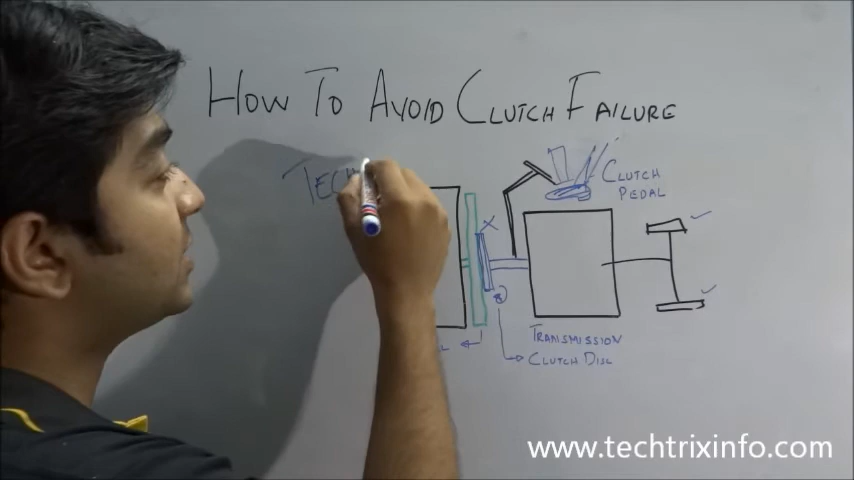 HOW TO AVOID CLUTCH FAILURE
CLUTCH
PEDAL
TRANSMISSION
CLUTCH DISC
www.techtrixinfo.com